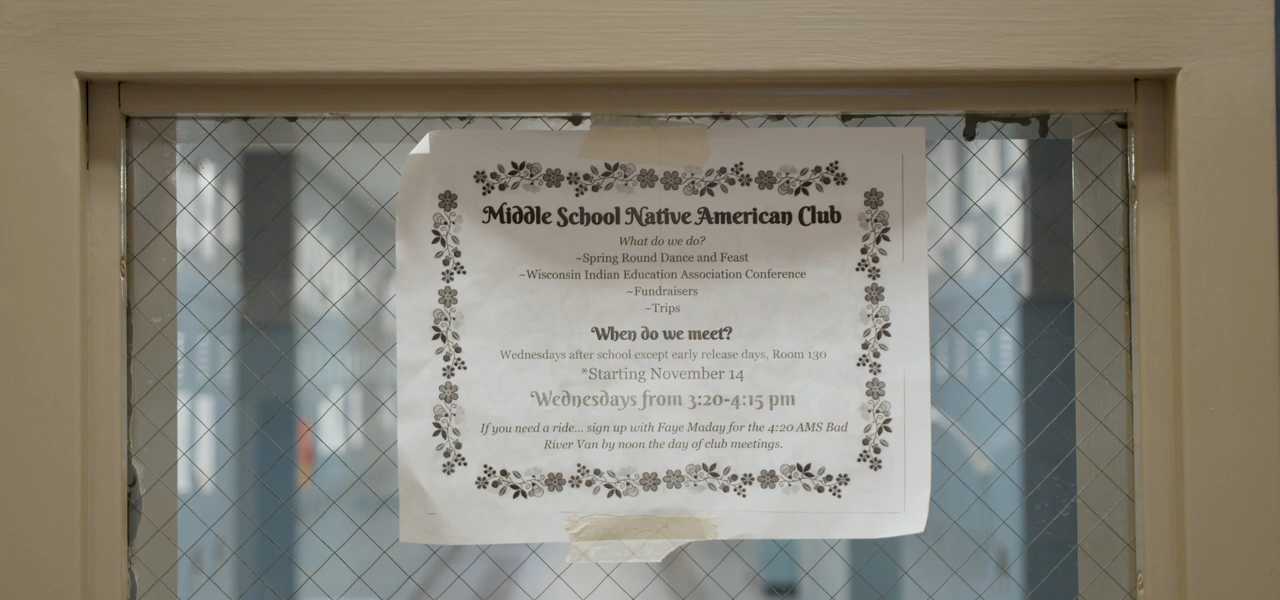 Middle School Native American Club
What do we do?
~Spring Round Dance and Feast
~Wisconsin Indian Education Association Conference
~Fundraisers
~Trips
When do we meet?
Wednesdays after school except early release days, Room 130
*Starting November 14
Wednesdays from 3:20-4:15 pm
If you need a ride... sign up with Faye Maday for the 4:20 AMS Bad
River Van by noon the day of club meetings.